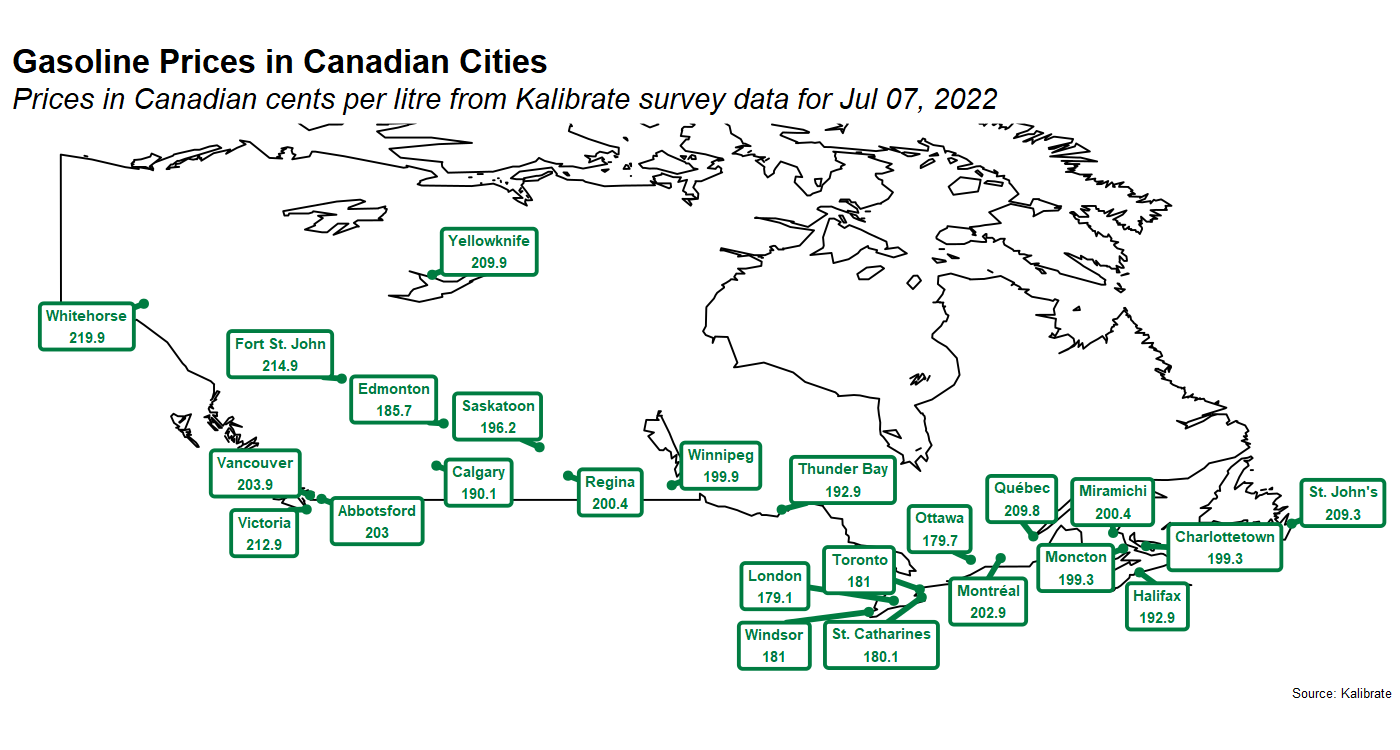 Gasoline Prices in Canadian Cities
Prices in Canadian cents per litre from Kalibrate survey data for Jul 07, 2022
Yellowknife
209.9
Whitehorse
219.9
Fort St. John
214.9
Edmonton
185.7
Saskatoon
196.2
Vancouver
203.9
Victoria
212.9
Abbotsford
203
Calgary
190.1
Regina
200.4
Winnipeg
199.9
Thunder Bay
192.9
Québec
209.8
Miramichi
200.4
St. John's
209.3
Ottawa
179.7
Charlottetown
199.3
Moncton
199.3
Toronto
181
London
179.1
Montréal
202.9
Halifax
192.9
Windsor
181
St. Catharines
180.1
Source: Kalibrate